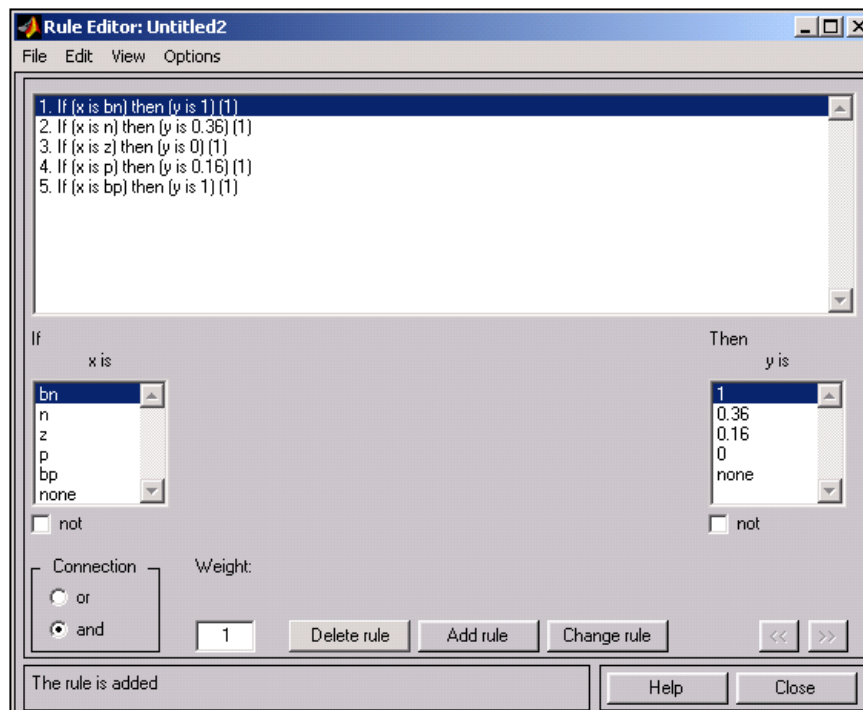 Rule Editor: Untitled2
File Edit View Options
1. If (x is bn) then (y is 1) (1)
2. If (x is n) then (y is 0.36) (1)
3. If (x is z) then (y is 0) (1)
4. If (x is p) then (y is 0.16) (1)
5. If (x is bp) then (y is 1) (1)
If
x is
bn
n
z
p
bp
none
not
Then
y is
1
0.36
0.16
0
none
not
Connection
or
and
Weight:
1
Delete rule
Add rule
Change rule
<<
>>
The rule is added
Help
Close